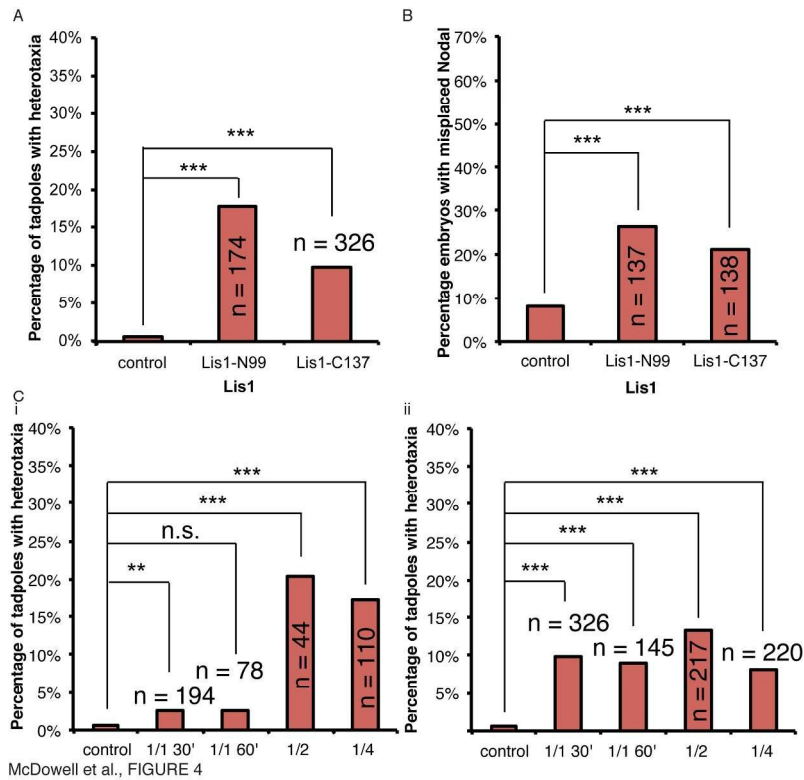 A
Percentage of tadpoles with heterotaxia
40%
35%
30%
25%
20%
15%
10%
5%
0%
***
***
n = 174
n = 326
control
Lis1-N99
Lis1-C137
Lis1
B
Percentage embryos with misplaced Nodal
70%
60%
50%
40%
30%
20%
10%
0%
***
***
n = 137
n = 138
control
Lis1-N99
Lis1-C137
Lis1
C
i
Percentage of tadpoles with heterotaxia
40%
35%
30%
25%
20%
15%
10%
5%
0%
***
***
n.s.
**
n = 194
n = 78
n = 44
n = 110
control
1/1 30'
1/1 60'
1/2
1/4
ii
Percentage of tadpoles with heterotaxia
40%
35%
30%
25%
20%
15%
10%
5%
***
***
***
***
n = 326
n = 145
n = 217
n = 220
control
1/1 30'
1/1 60'
1/2
1/4
McDowell et al., FIGURE 4